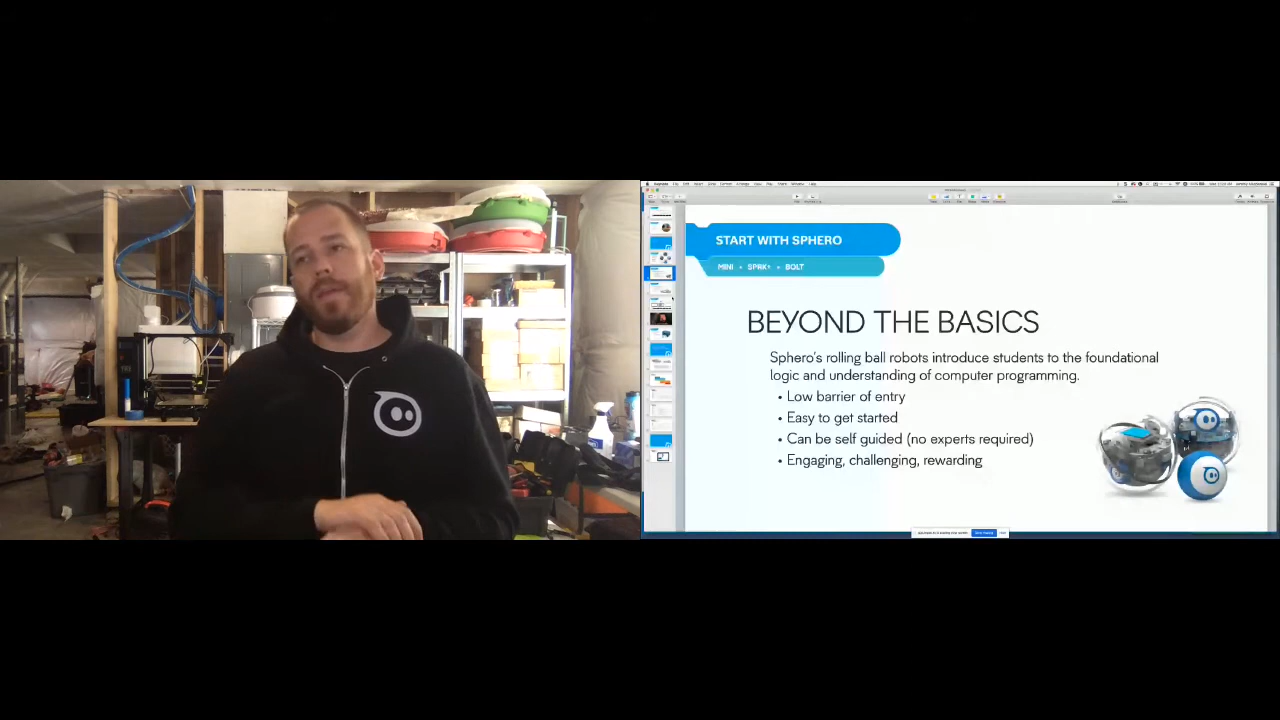 START WITH SPHERO
MINI • SPRK+ • BOLT
BEYOND THE BASICS
Sphero's rolling ball robots introduce students to the foundational
logic and understanding of computer programming.
• Low barrier of entry
• Easy to get started
• Can be self guided (no experts required)
• Engaging, challenging, rewarding